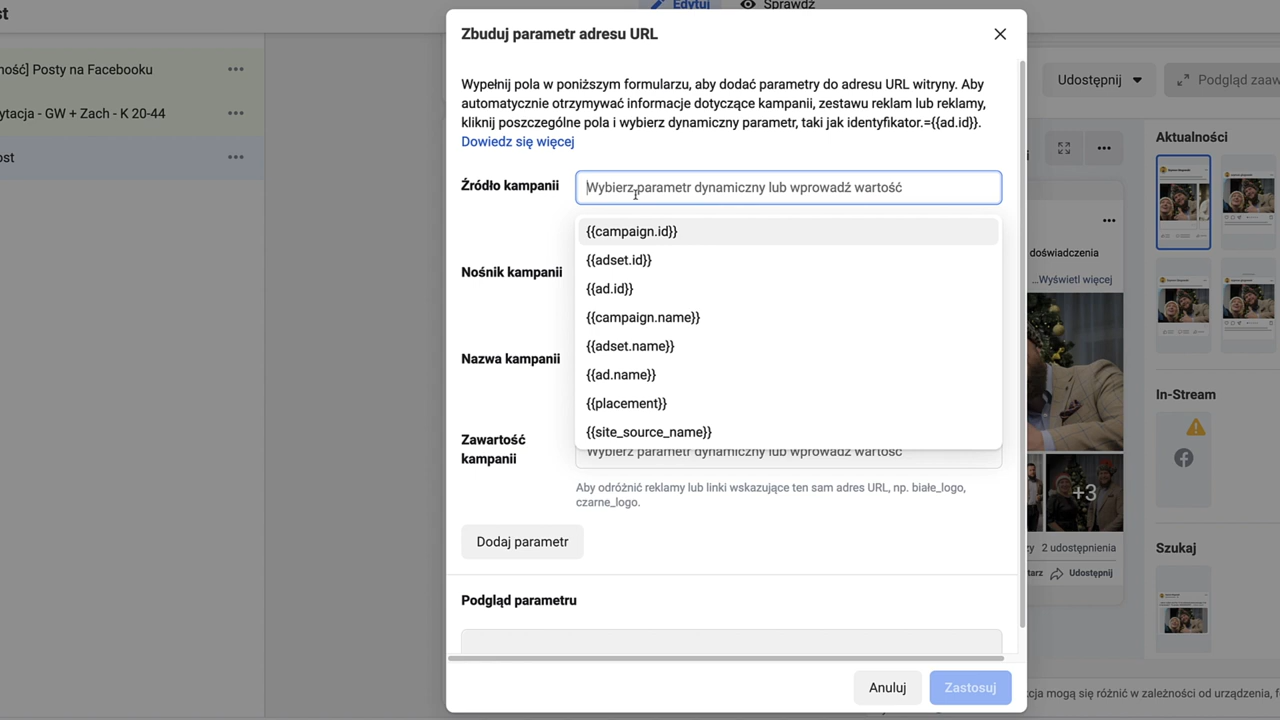 st
Edytuj
Sprawdź
ność] Posty na Facebooku
ytacja - GW + Zach - K 20-44
ost
Zbuduj parametr adresu URL
Wypełnij pola w poniższym formularzu, aby dodać parametry do adresu URL witryny. Aby
automatycznie otrzymywać informacje dotyczące kampanii, zestawu reklam lub reklamy,
kliknij poszczególne pola i wybierz dynamiczny parametr, taki jak identyfikator.={{ad.id}}.
Dowiedz się więcej
Źródło kampanii
Wybierz parametr dynamiczny lub wprowadź wartość
{{campaign.id}}
{{adset.id}}
Nośnik kampanii
{{ad.id}}
{{campaign.name}}
{{adset.name}}
Nazwa kampanii
{{ad.name}}
{{placement}}
{{site_source_name}}
Zawartość
kampanii
Wybierz parametr dynamiczny lub wprowadź wartość
Aby odróżnić reklamy lub linki wskazujące ten sam adres URL, np. białe_logo,
czarne_logo.
Dodaj parametr
Podgląd parametru
Anuluj
Zastosuj
Udostępnij
Podgląd zaaw
Aktualności
doświadczenia
...Wyświetl więcej
In-Stream
+3
zy 2 udostępnienia
tarz
Udostępnij
Szukaj
kcja mogą się różnić w zależności od urządzenia, f